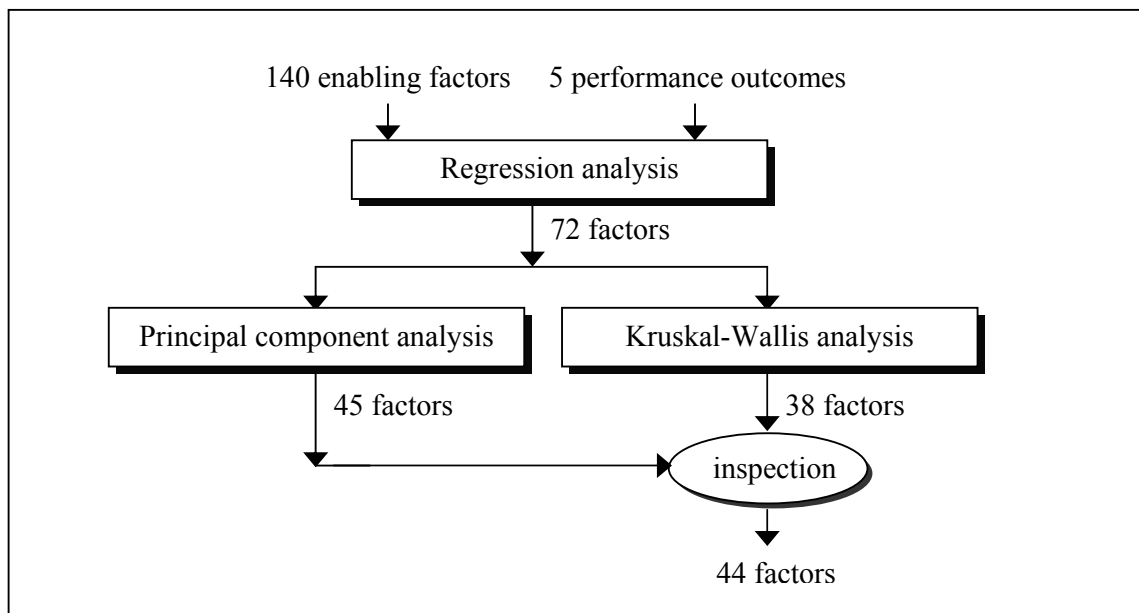 140 enabling factors
5 performance outcomes
Regression analysis
72 factors
Principal component analysis
Kruskal-Wallis analysis
45 factors
38 factors
inspection
44 factors